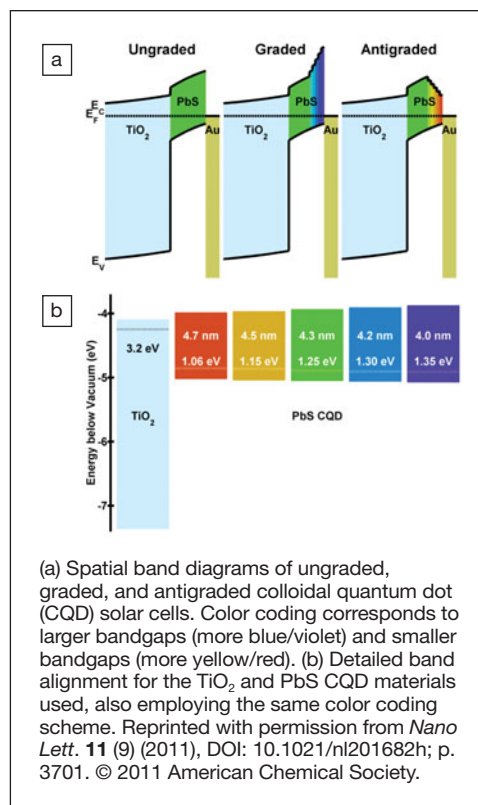 Ungraded Graded Antigraded
a
E_C
E_F
PbS PbS PbS
TiO₂ Au TiO₂ Au TiO₂ Au
E_V
b
Energy below Vacuum (eV)
-4
-5
-6
-7
3.2 eV
TiO₂
4.7 nm 4.5 nm 4.3 nm 4.2 nm 4.0 nm
1.06 eV 1.15 eV 1.25 eV 1.30 eV 1.35 eV
PbS CQD
(a) Spatial band diagrams of ungraded,
graded, and antigraded colloidal quantum dot
(CQD) solar cells. Color coding corresponds to
larger bandgaps (more blue/violet) and smaller
bandgaps (more yellow/red). (b) Detailed band
alignment for the TiO₂ and PbS CQD materials
used, also employing the same color coding
scheme. Reprinted with permission from Nano
Lett. 11 (9) (2011), DOI: 10.1021/nl201682h; p.
3701. © 2011 American Chemical Society.